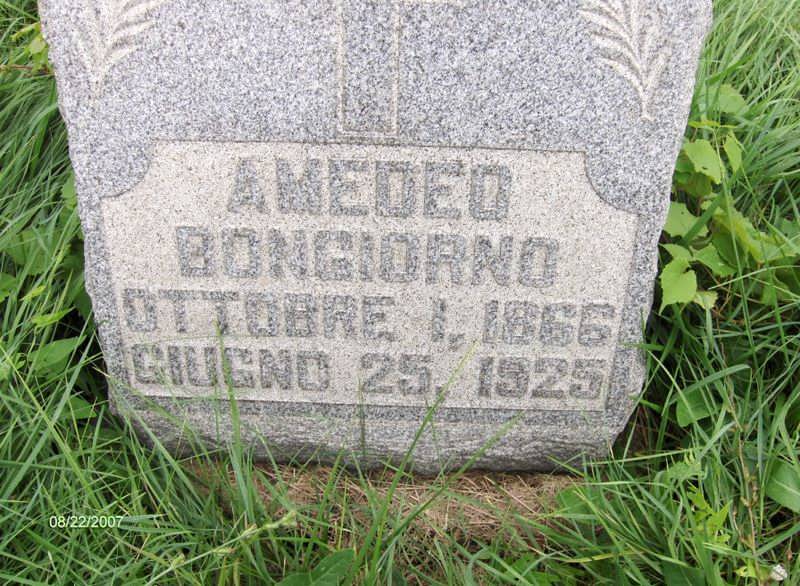 AMEDEO
BONGIORNO
OTTOBRE 1, 1866
GIUGNO 25, 1925
08/22/2007